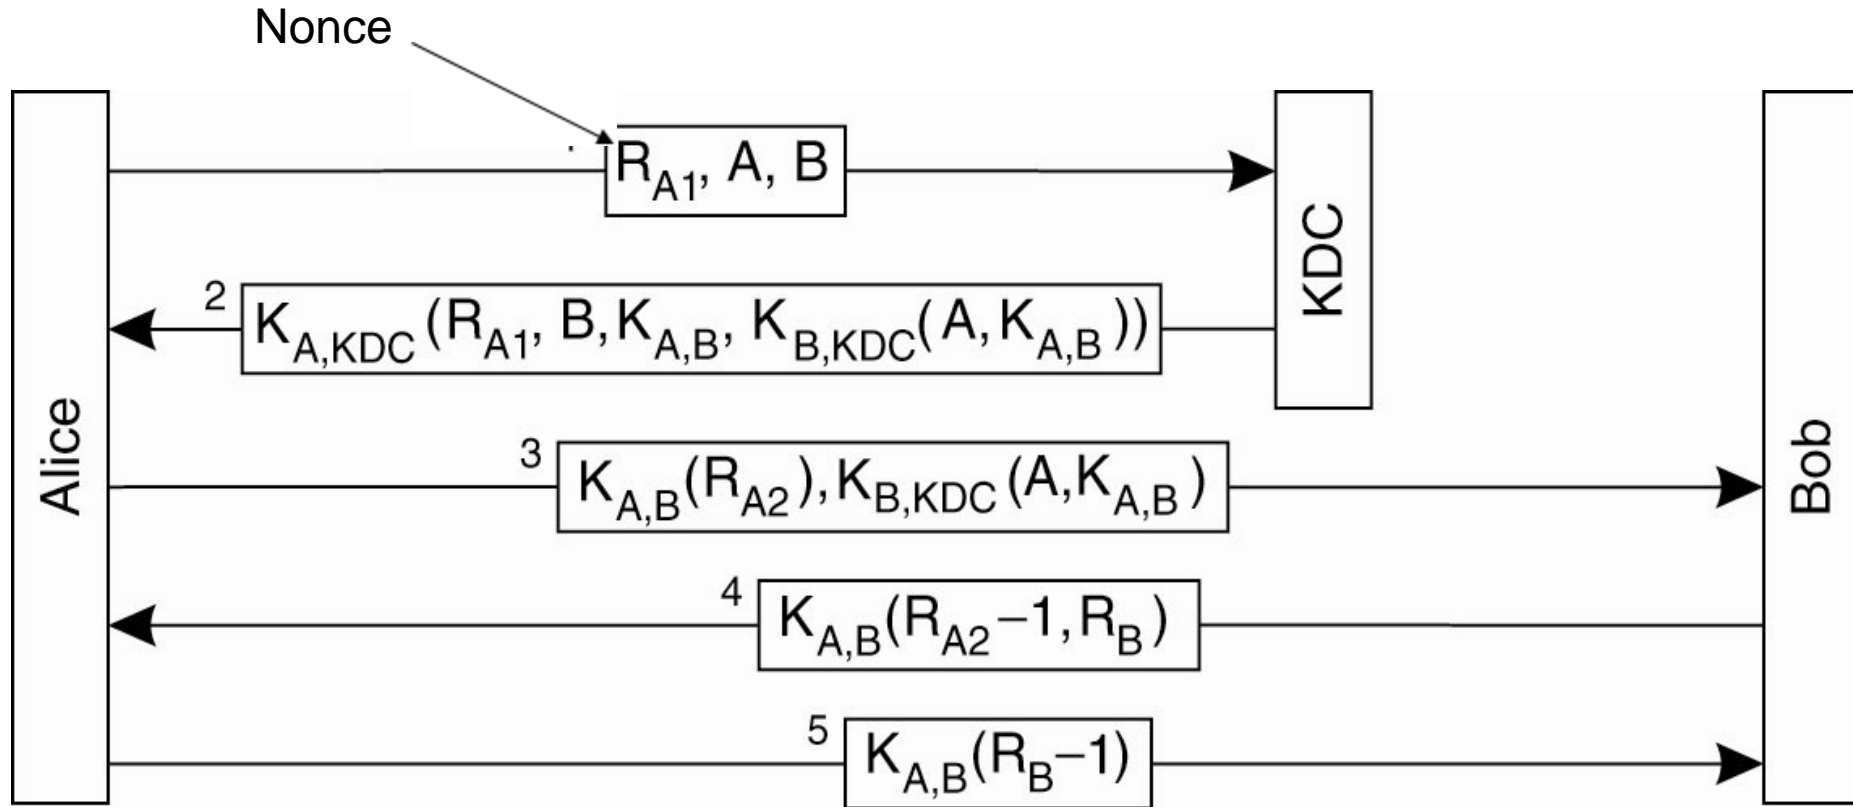 Nonce
R_A1, A, B
2 K_A,KDC (R_A1, B, K_A,B, K_B,KDC(A, K_A,B))
KDC
Alice
3 K_A,B(R_A2), K_B,KDC (A, K_A,B)
Bob
4 K_A,B(R_A2 –1, R_B)
5 K_A,B(R_B–1)